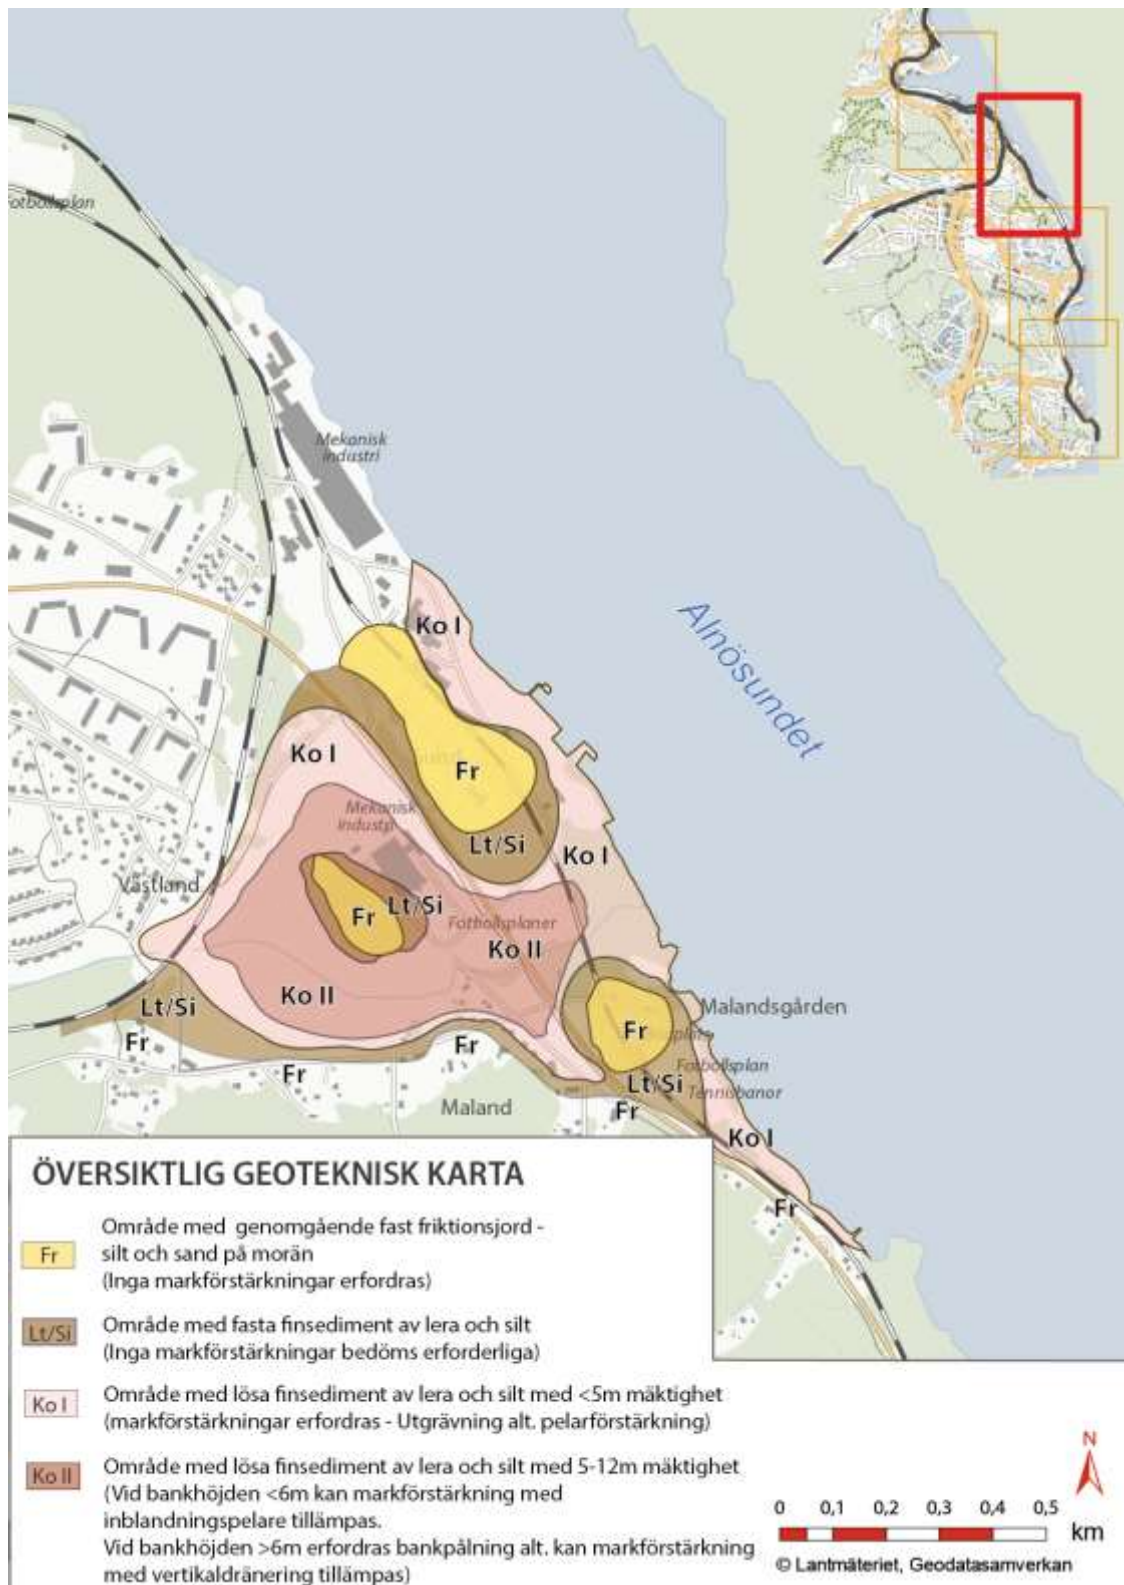 Fotbollsplan
Mekanisk
industri
Alnösundet
Ko I
Ko I
Fr
Mekanisk
industri
Lt/Si
Ko I
Västland
Lt/Si
Fr
Fotbollsplaner
Ko II
Ko II
Lt/Si
Malandsgården
Fr
Fr
Fr
Fotbollsplan
Fr
Lt/Si
Tennisbanor
Maland
Fr
Ko I
Fr
ÖVERSIKTLIG GEOTEKNISK KARTA
Fr
Område med genomgående fast friktionsjord -
silt och sand på morän
(Inga markförstärkningar erfordras)
Lt/Si
Område med fasta finsediment av lera och silt
(Inga markförstärkningar bedöms erforderliga)
Ko I
Område med lösa finsediment av lera och silt med <5m mäktighet
(markförstärkningar erfordras - Utgrävning alt. pelarförstärkning)
Ko II
Område med lösa finsediment av lera och silt med 5-12m mäktighet
(Vid bankhöjden <6m kan markförstärkning med
inblandningspelare tillämpas.
Vid bankhöjden >6m erfordras bankpålning alt. kan markförstärkning
med vertikaldränering tillämpas)
N
0 0,1 0,2 0,3 0,4 0,5
km
© Lantmäteriet, Geodatasamverkan